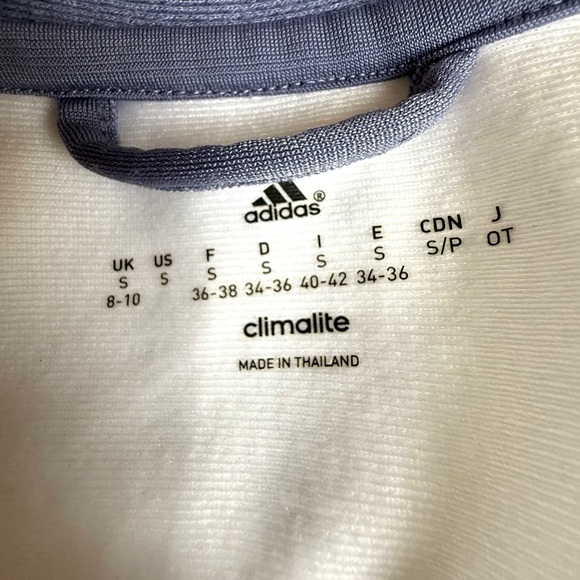 adidas®
UK US F D I E CDN J
S S S S S S S/P OT
8-10 36-38 34-36 40-42 34-36
climalite
MADE IN THAILAND